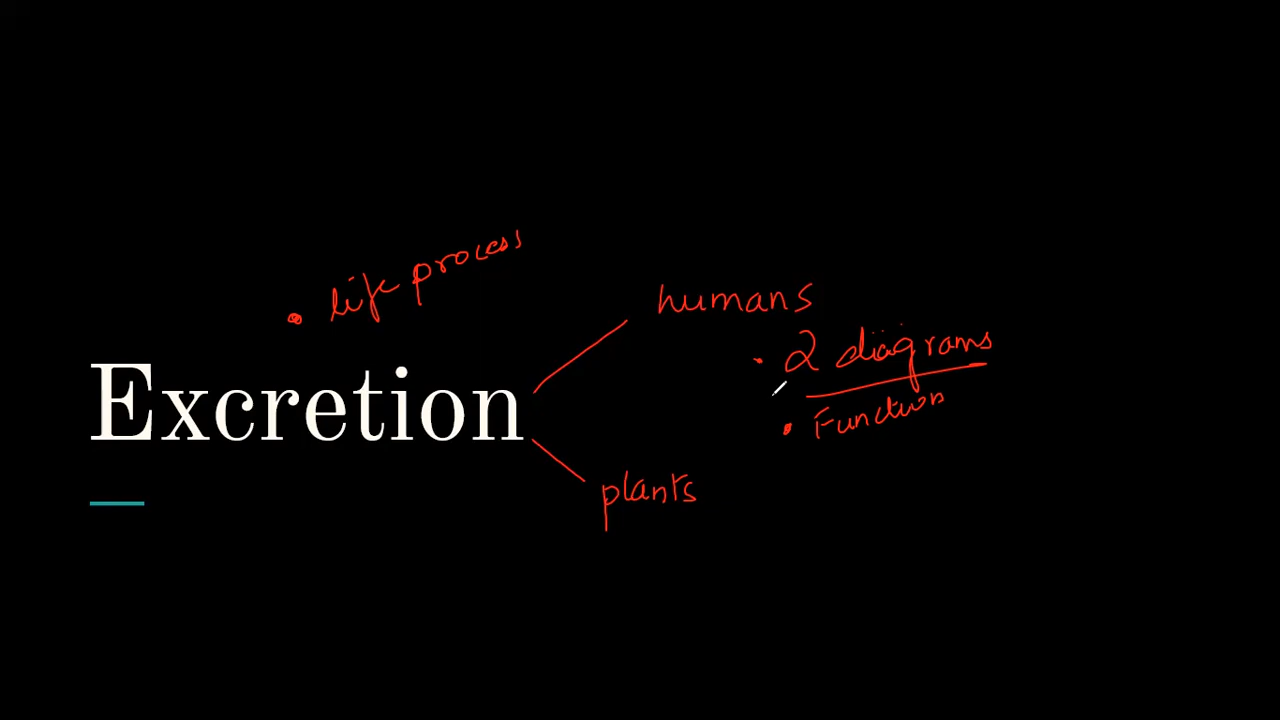 • life process
humans
• 2 diagrams
Excretion
• Function
plants